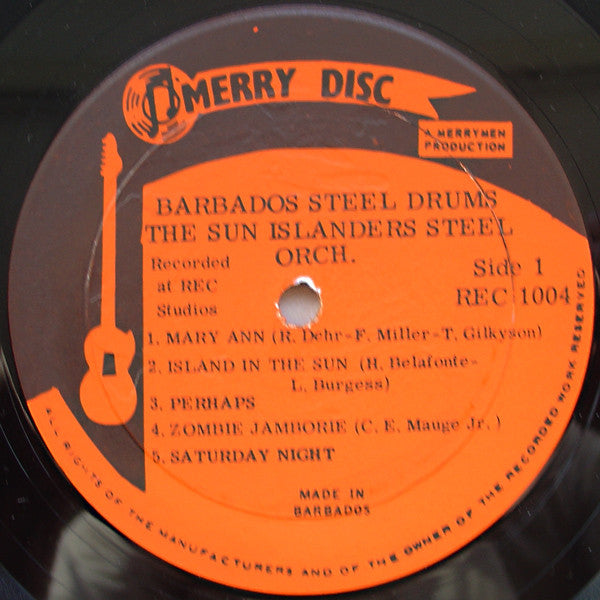 MERRY DISC
A MERRYMEN
PRODUCTION
BARBADOS STEEL DRUMS
THE SUN ISLANDERS STEEL
ORCH.
Recorded
at REC
Studios
Side 1
REC 1004
1. MARY ANN (R. Dehr-F. Miller-T. Gilkyson)
2. ISLAND IN THE SUN (H. Belafonte-
L. Burgess)
3. PERHAPS
4. ZOMBIE JAMBORIE (C. E. Mauge Jr.)
5. SATURDAY NIGHT
MADE IN
BARBADOS
ALL RIGHTS OF THE MANUFACTURERS AND OF THE OWNER OF THE RECORDED WORK RESERVED